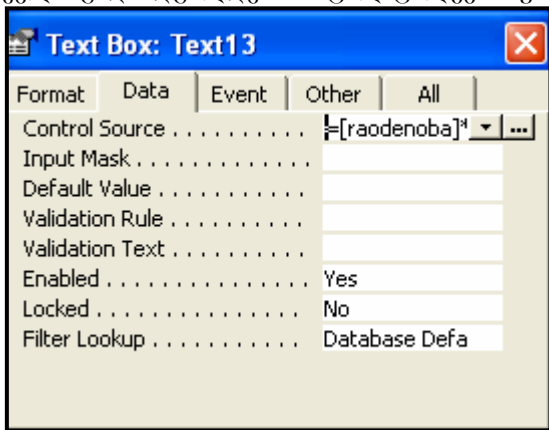 Text Box: Text13
Format Data Event Other All
Control Source . . . . . . . . . . =[raodenoba]*
Input Mask . . . . . . . . . . . . .
Default Value . . . . . . . . . . .
Validation Rule . . . . . . . . . .
Validation Text . . . . . . . . . .
Enabled . . . . . . . . . . . . . . . Yes
Locked . . . . . . . . . . . . . . . . No
Filter Lookup . . . . . . . . . . . Database Defa